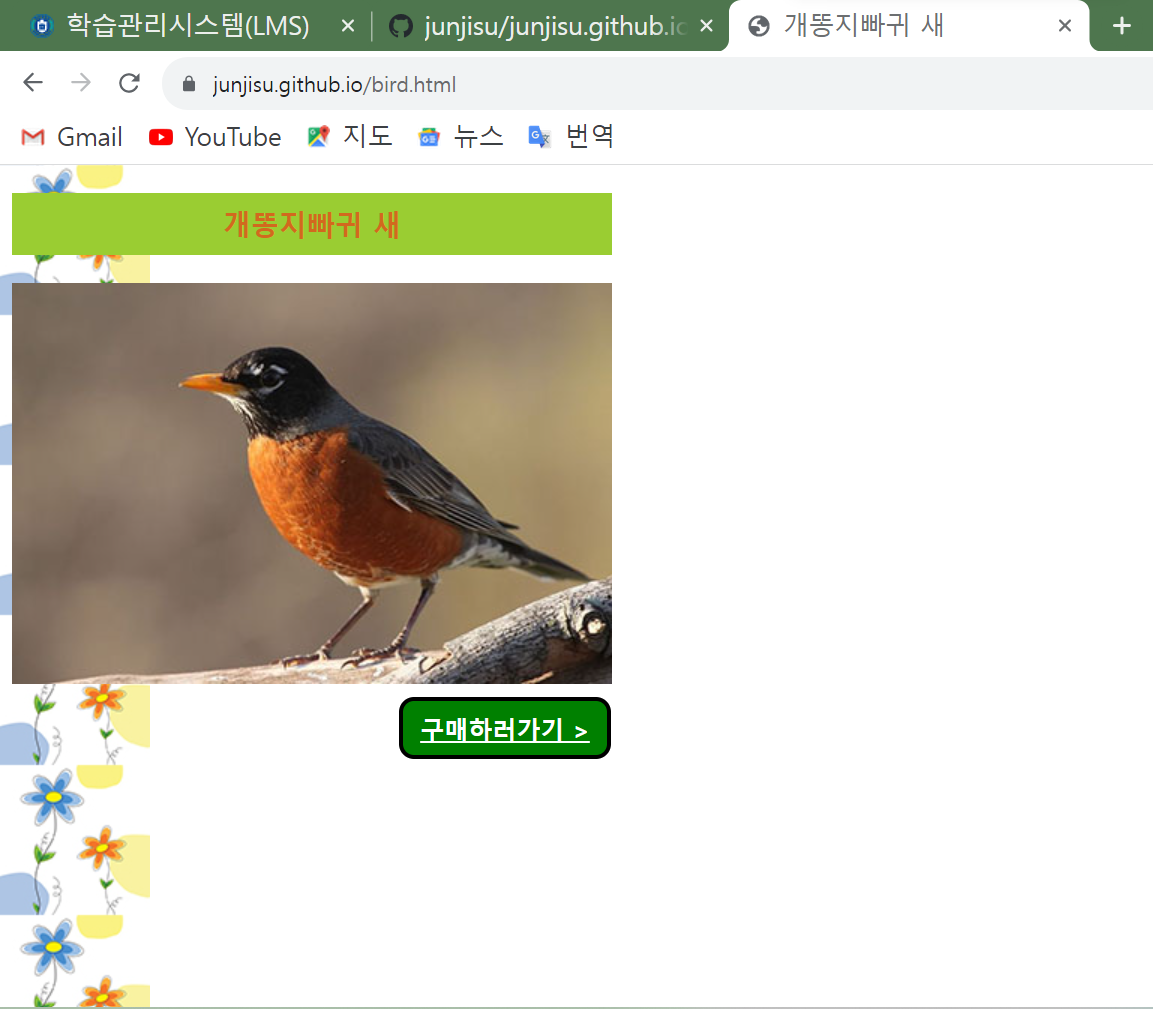 학습관리시스템(LMS)
junjisu/junjisu.github.io
개똥지빠귀 새
junjisu.github.io/bird.html
Gmail YouTube 지도 뉴스 번역
개똥지빠귀 새
구매하러가기 >